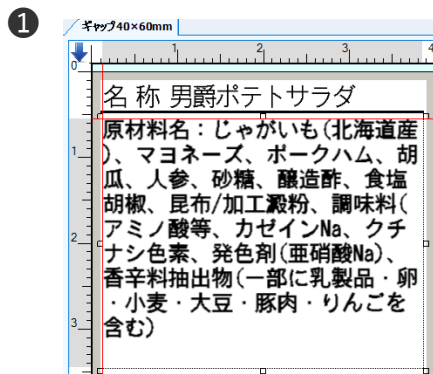 ❶
ギャップ40×60mm
1 2 3 4
0
名 称 男爵ポテトサラダ
原材料名：じゃがいも(北海道産
1
)、マヨネーズ、ポークハム、胡
瓜、人参、砂糖、醸造酢、食塩
胡椒、昆布/加工澱粉、調味料(
2
アミノ酸等、カゼインNa、クチ
ナシ色素、発色剤(亜硝酸Na)、
香辛料抽出物(一部に乳製品・卵
・小麦・大豆・豚肉・りんごを
3
含む)